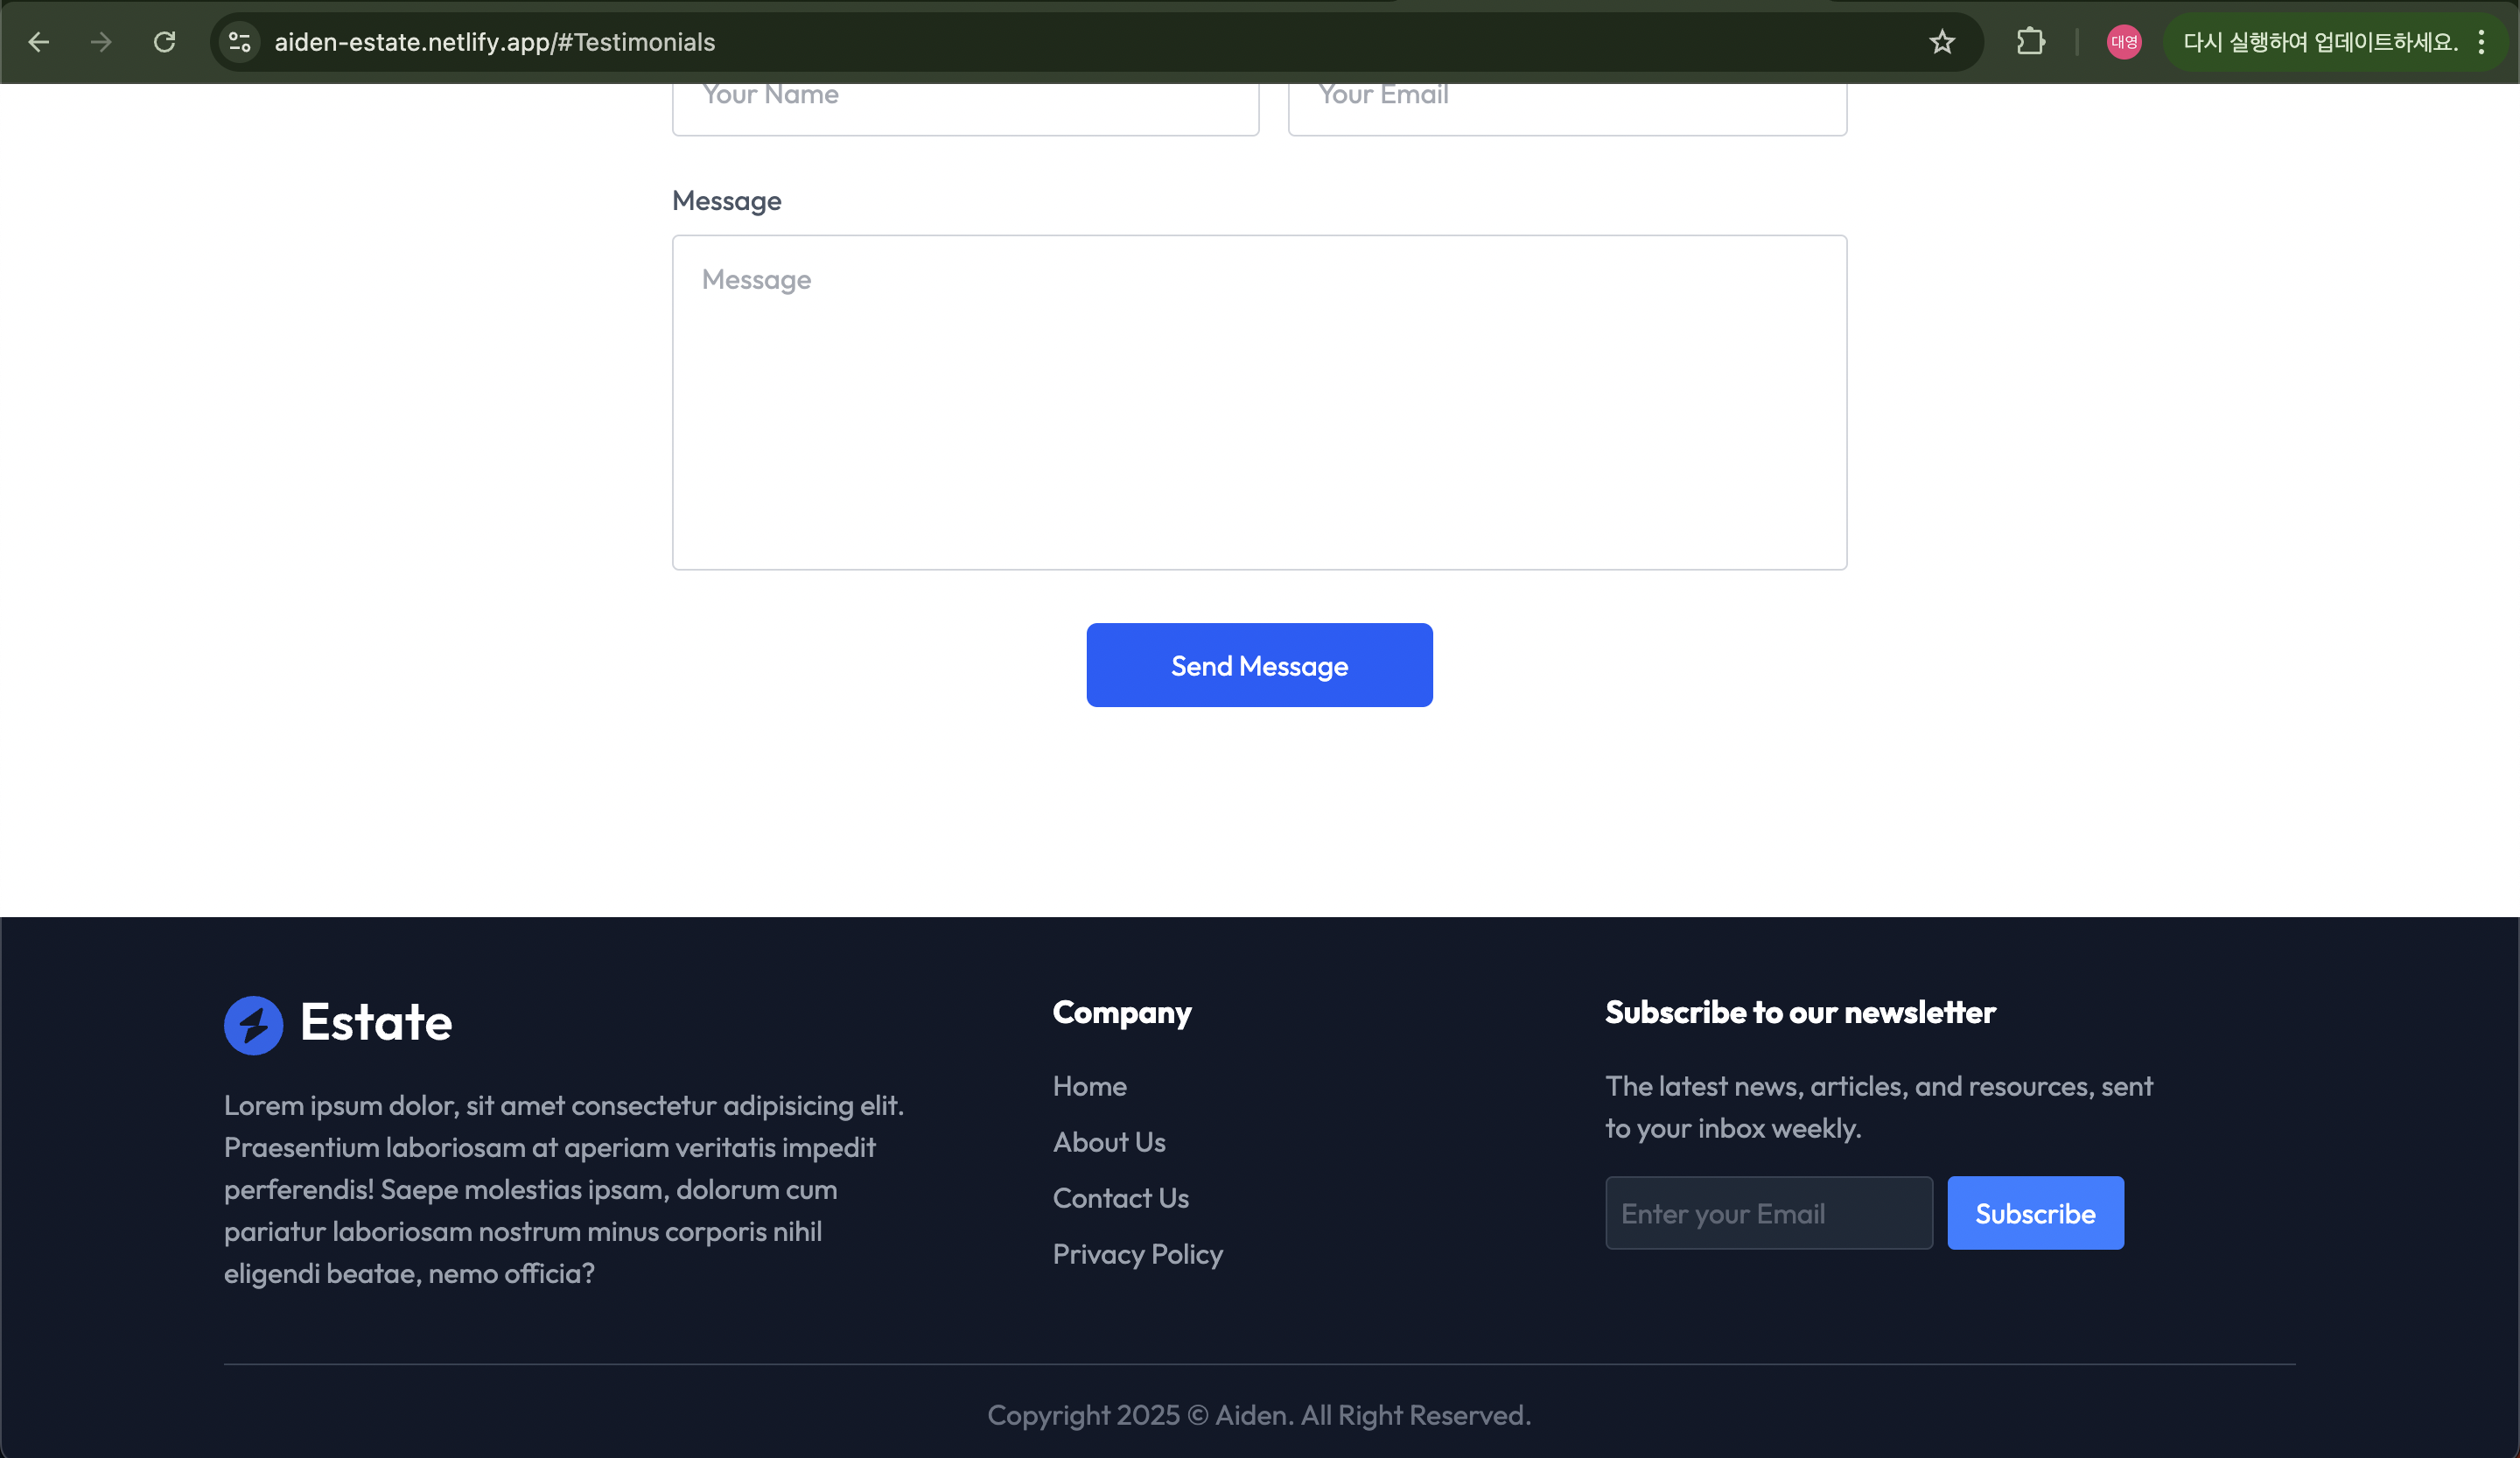 aiden-estate.netlify.app/#Testimonials
대영
다시 실행하여 업데이트하세요.
Your Name
Your Email
Message
Message
Send Message
Estate
Lorem ipsum dolor, sit amet consectetur adipisicing elit.
Praesentium laboriosam at aperiam veritatis impedit
perferendis! Saepe molestias ipsam, dolorum cum
pariatur laboriosam nostrum minus corporis nihil
eligendi beatae, nemo officia?
Company
Home
About Us
Contact Us
Privacy Policy
Subscribe to our newsletter
The latest news, articles, and resources, sent
to your inbox weekly.
Enter your Email
Subscribe
Copyright 2025 © Aiden. All Right Reserved.